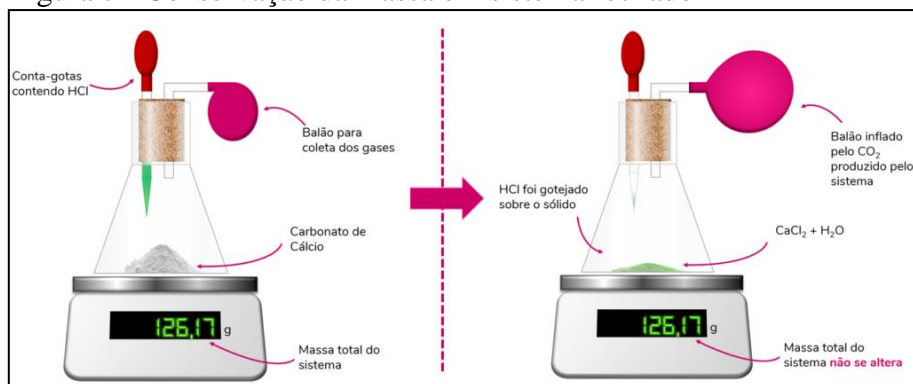 Conta-gotas
contendo HCl
Balão para
coleta dos gases
Carbonato de
Cálcio
126,17 g
Massa total do
sistema
HCl foi gotejado
sobre o sólido
Balão inflado
pelo CO₂
produzido pelo
sistema
CaCl₂ + H₂O
126,17 g
Massa total do
sistema não se altera